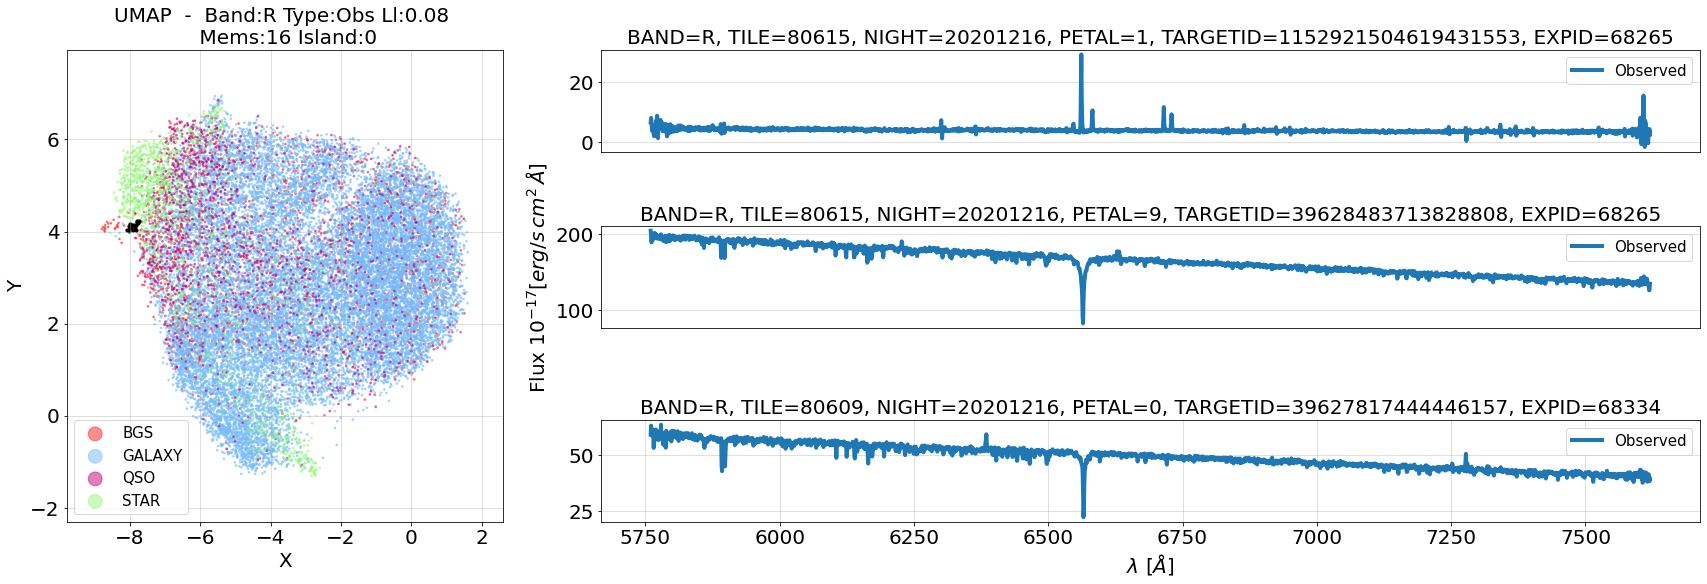 UMAP - Band:R Type:Obs Ll:0.08
Mems:16 Island:0
Y
6
4
2
0
−2
−8
−6
−4
−2
0
2
X
BGS
GALAXY
QSO
STAR
Flux 10^{-17}[erg/s cm^2 Å]
BAND=R, TILE=80615, NIGHT=20201216, PETAL=1, TARGETID=1152921504619431553, EXPID=68265
20
0
Observed
BAND=R, TILE=80615, NIGHT=20201216, PETAL=9, TARGETID=39628483713828808, EXPID=68265
200
100
Observed
BAND=R, TILE=80609, NIGHT=20201216, PETAL=0, TARGETID=39627817444446157, EXPID=68334
50
25
Observed
5750
6000
6250
6500
6750
7000
7250
7500
λ [Å]